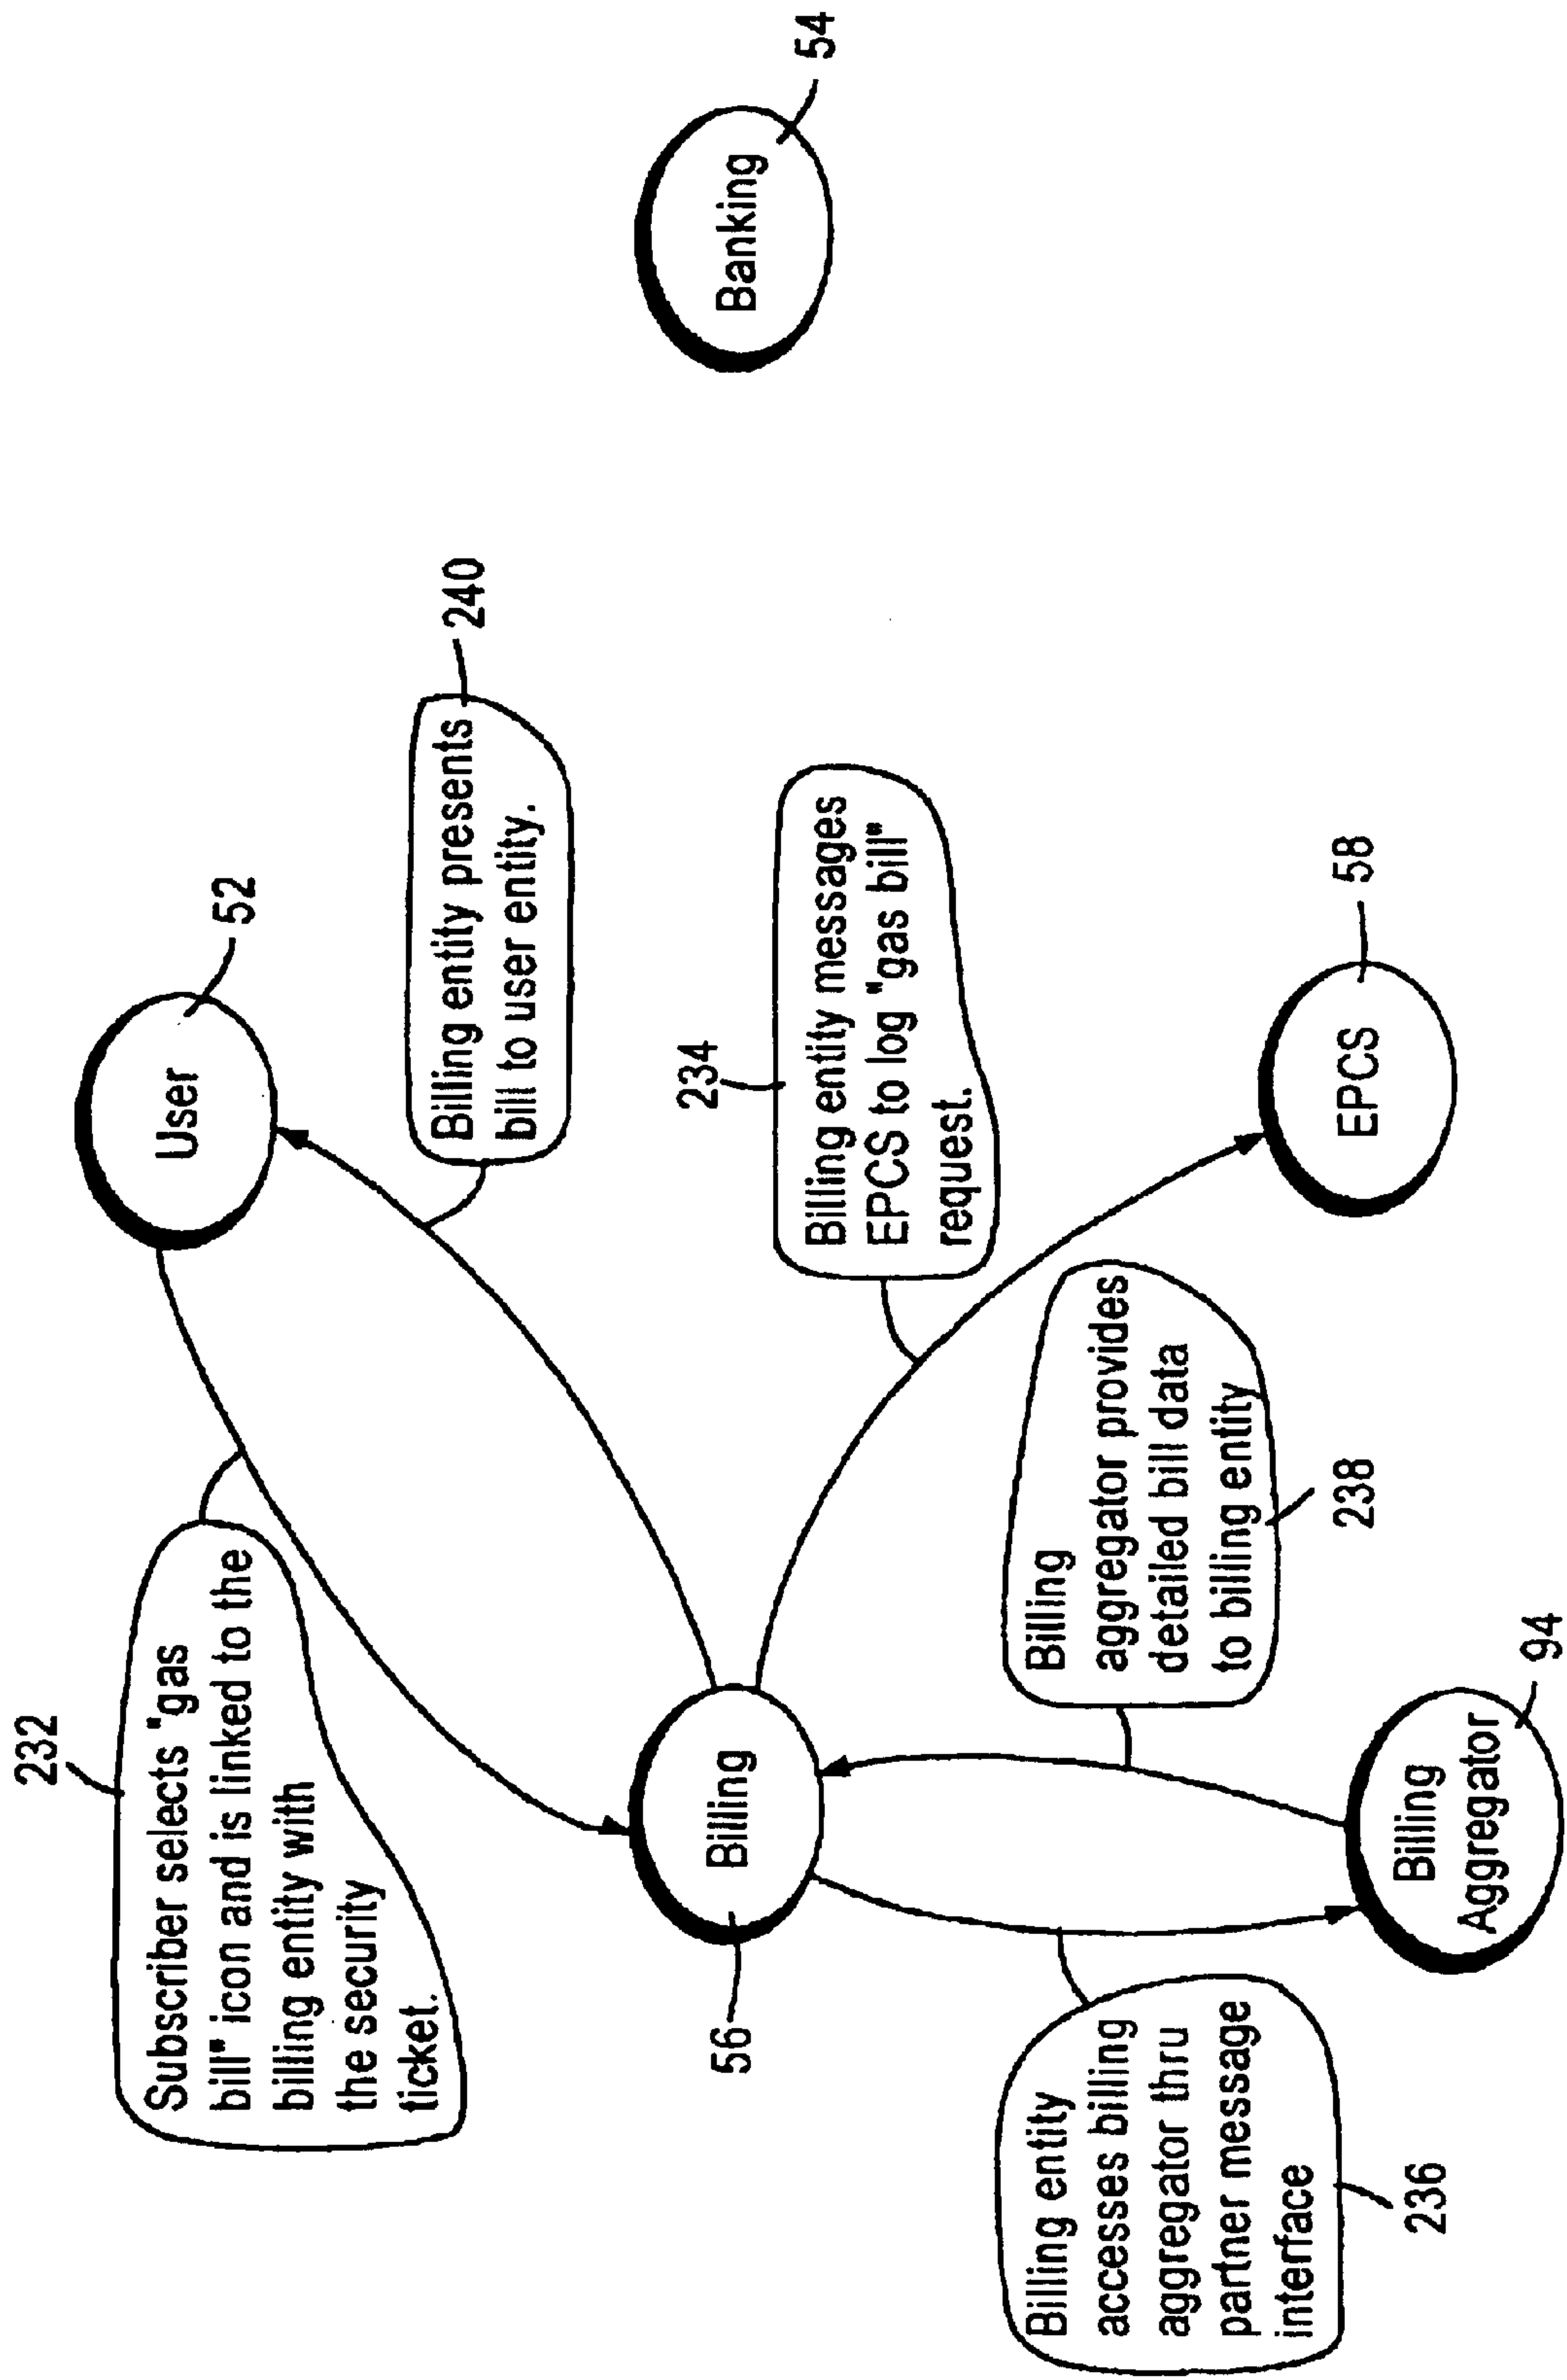 232
Subscriber selects "gas
bill" icon and is linked to the
billing entity with
the security
ticket.
User
52
Billing entity presents
bill to user entity.
240
234
Billing entity messages
EPCS to log "gas bill"
request.
Banking
54
56
Billing
Billing entity
accesses billing
aggregator thru
partner message
interface
236
Billing
aggregator provides
detailed bill data
to billing entity
238
EPCS
58
Billing
Aggregator
94